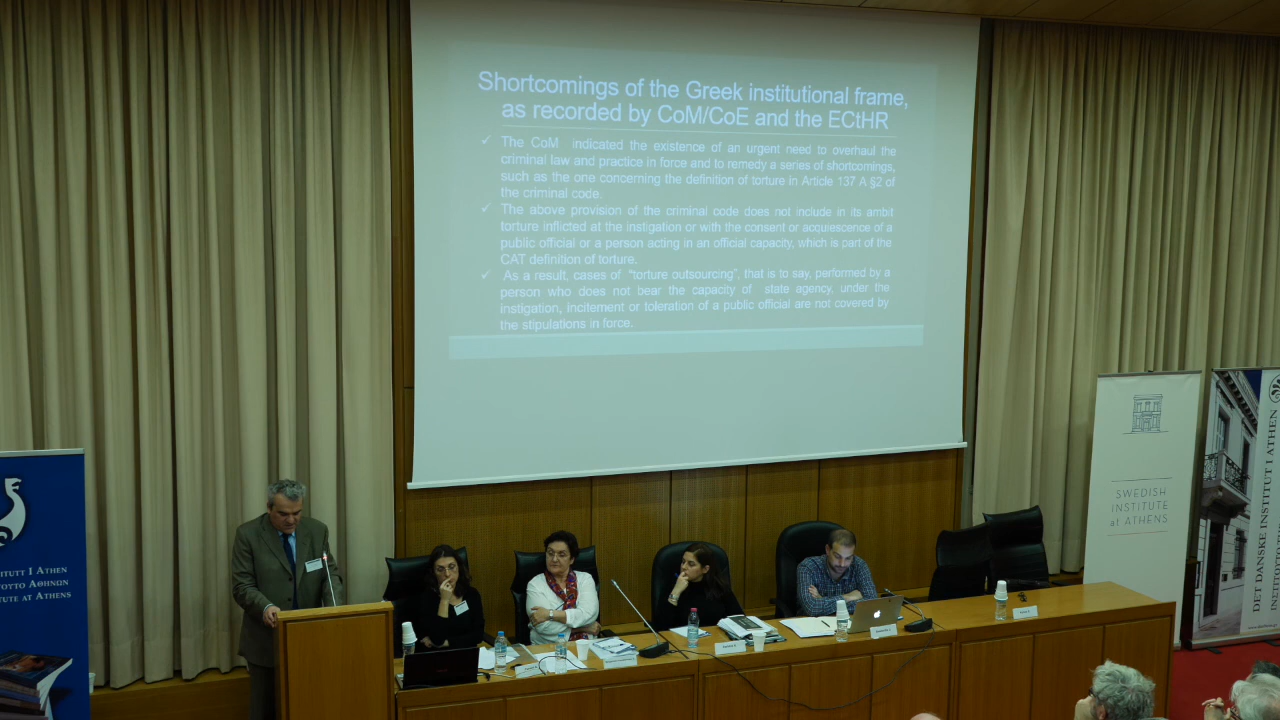 Shortcomings of the Greek institutional frame,
as recorded by CoM/CoE and the ECtHR
✓ The CoM indicated the existence of an urgent need to overhaul the
criminal law and practice in force and to remedy a series of shortcomings,
such as the one concerning the definition of torture in Article 137 A §2 of
the criminal code.
✓ The above provision of the criminal code does not include in its ambit
torture inflicted at the instigation or with the consent or acquiescence of a
public official or a person acting in an official capacity, which is part of the
CAT definition of torture.
✓ As a result, cases of "torture outsourcing", that is to say, performed by a
person who does not bear the capacity of state agency, under the
instigation, incitement or toleration of a public official are not covered by
the stipulations in force.
SWEDISH
INSTITUTE
at ATHENS
DET DANSKE INSTITUT I ATHEN
TITUTT I ATHEN
ΤΟΥΤΟ ΑΘΗΝΩΝ
TUTE AT ATHENS